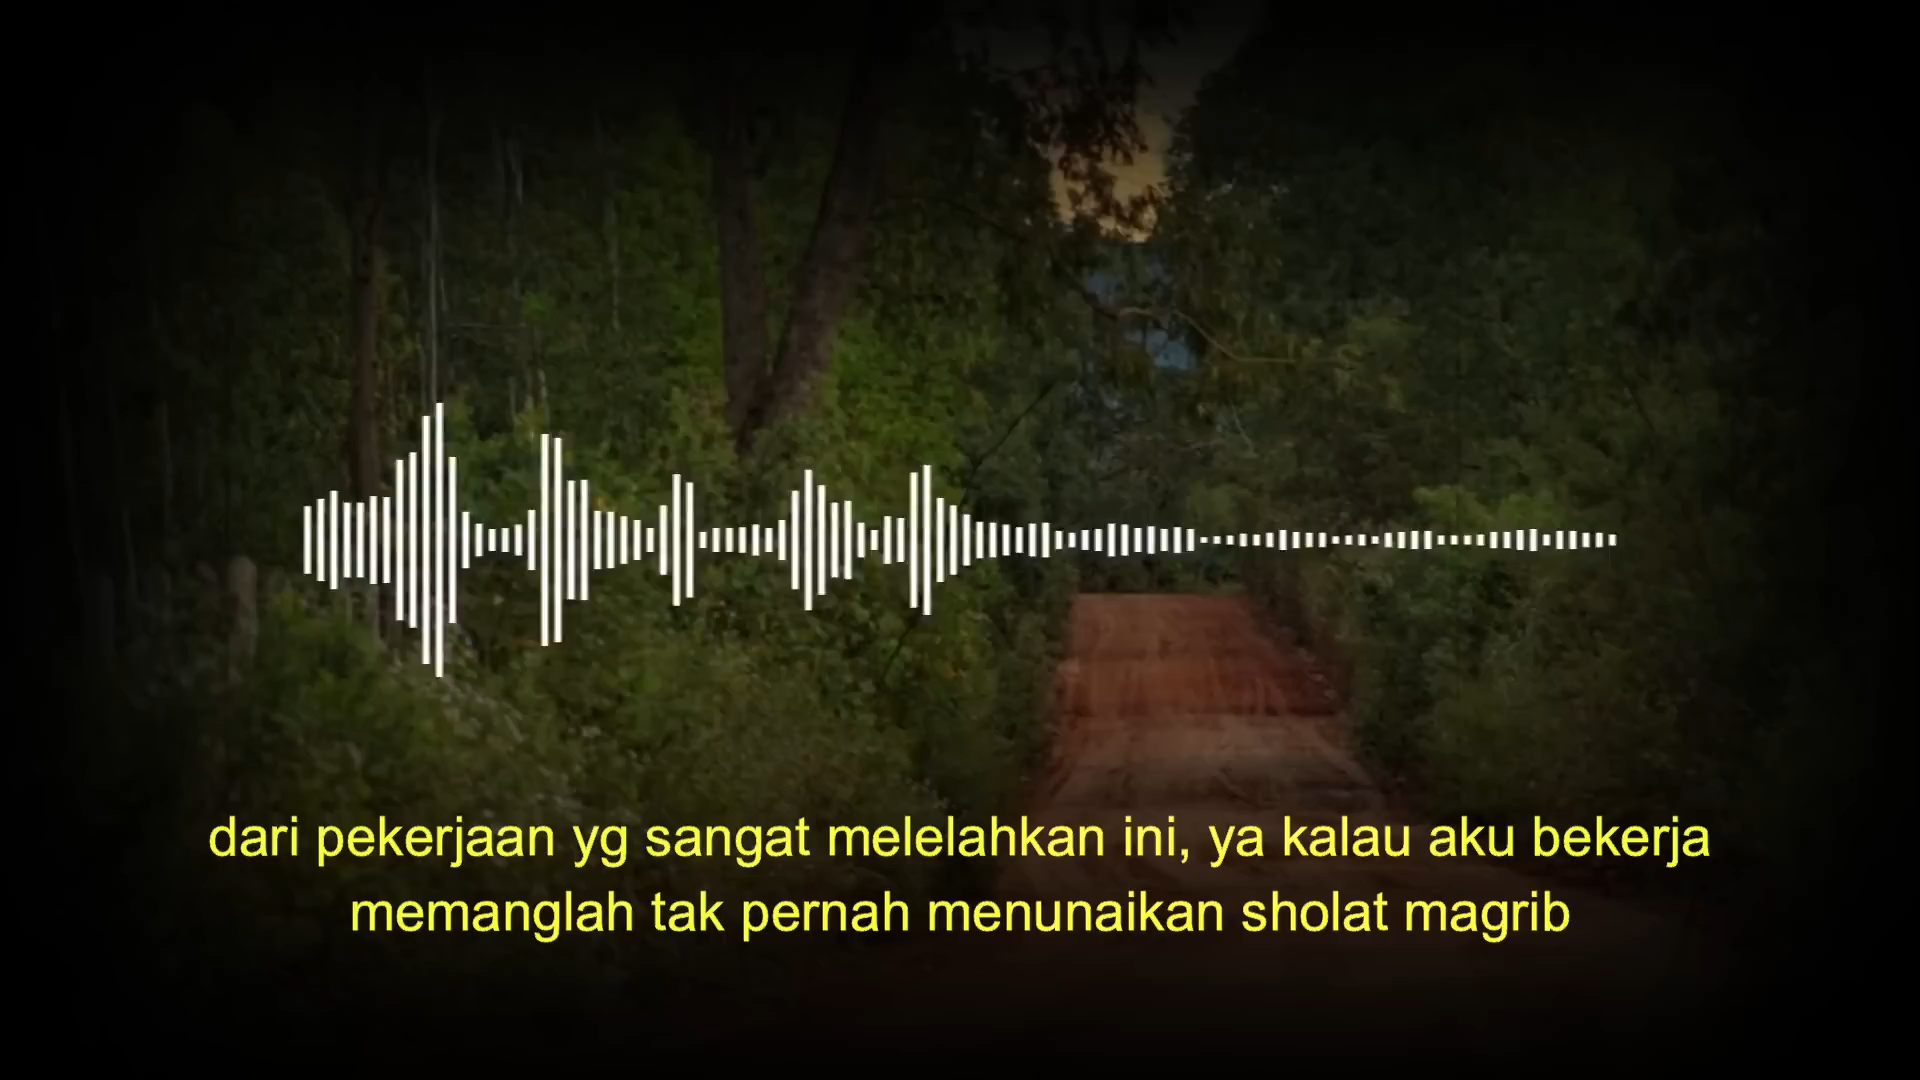 dari pekerjaan yg sangat melelahkan ini, ya kalau aku bekerja
memanglah tak pernah menunaikan sholat magrib